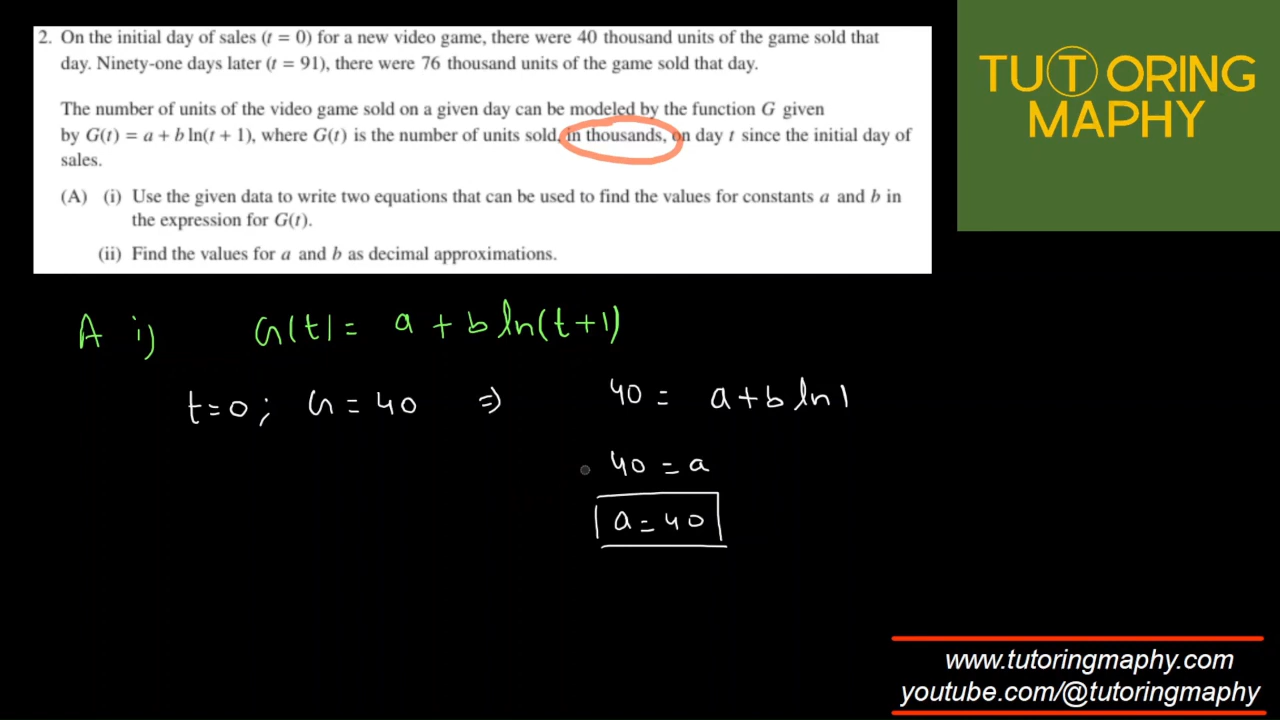 2. On the initial day of sales (t = 0) for a new video game, there were 40 thousand units of the game sold that
day. Ninety-one days later (t = 91), there were 76 thousand units of the game sold that day.
The number of units of the video game sold on a given day can be modeled by the function G given
by G(t) = a + b ln(t + 1), where G(t) is the number of units sold, in thousands, on day t since the initial day of
sales.
(A) (i) Use the given data to write two equations that can be used to find the values for constants a and b in
the expression for G(t).
(ii) Find the values for a and b as decimal approximations.
TUTORING
MAPHY
A i) G(t) = a + b ln(t+1)
t=0; G = 40 ⇒ 40 = a+b ln1
40 = a
a = 40
www.tutoringmaphy.com
youtube.com/@tutoringmaphy